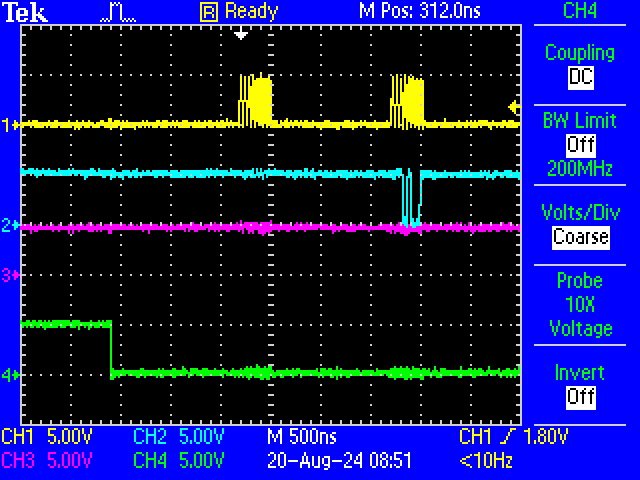 Tek R Ready M Pos: 312.0ns CH4
Coupling
DC
1 BW Limit
Off
200MHz
2 Volts/Div
Coarse
3 Probe
10X
Voltage
4 Invert
Off
CH1 5.00V CH2 5.00V M 500ns CH1 1.80V
CH3 5.00V CH4 5.00V 20-Aug-24 08:51 <10Hz